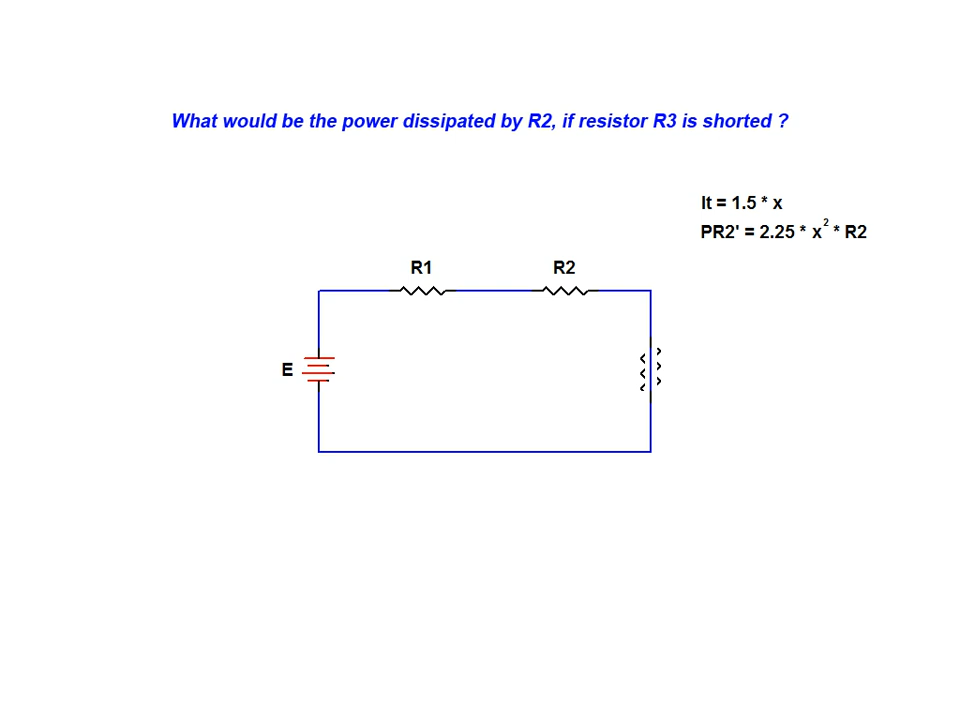 What would be the power dissipated by R2, if resistor R3 is shorted ?
It = 1.5 * x
PR2' = 2.25 * x² * R2
R1 R2
E